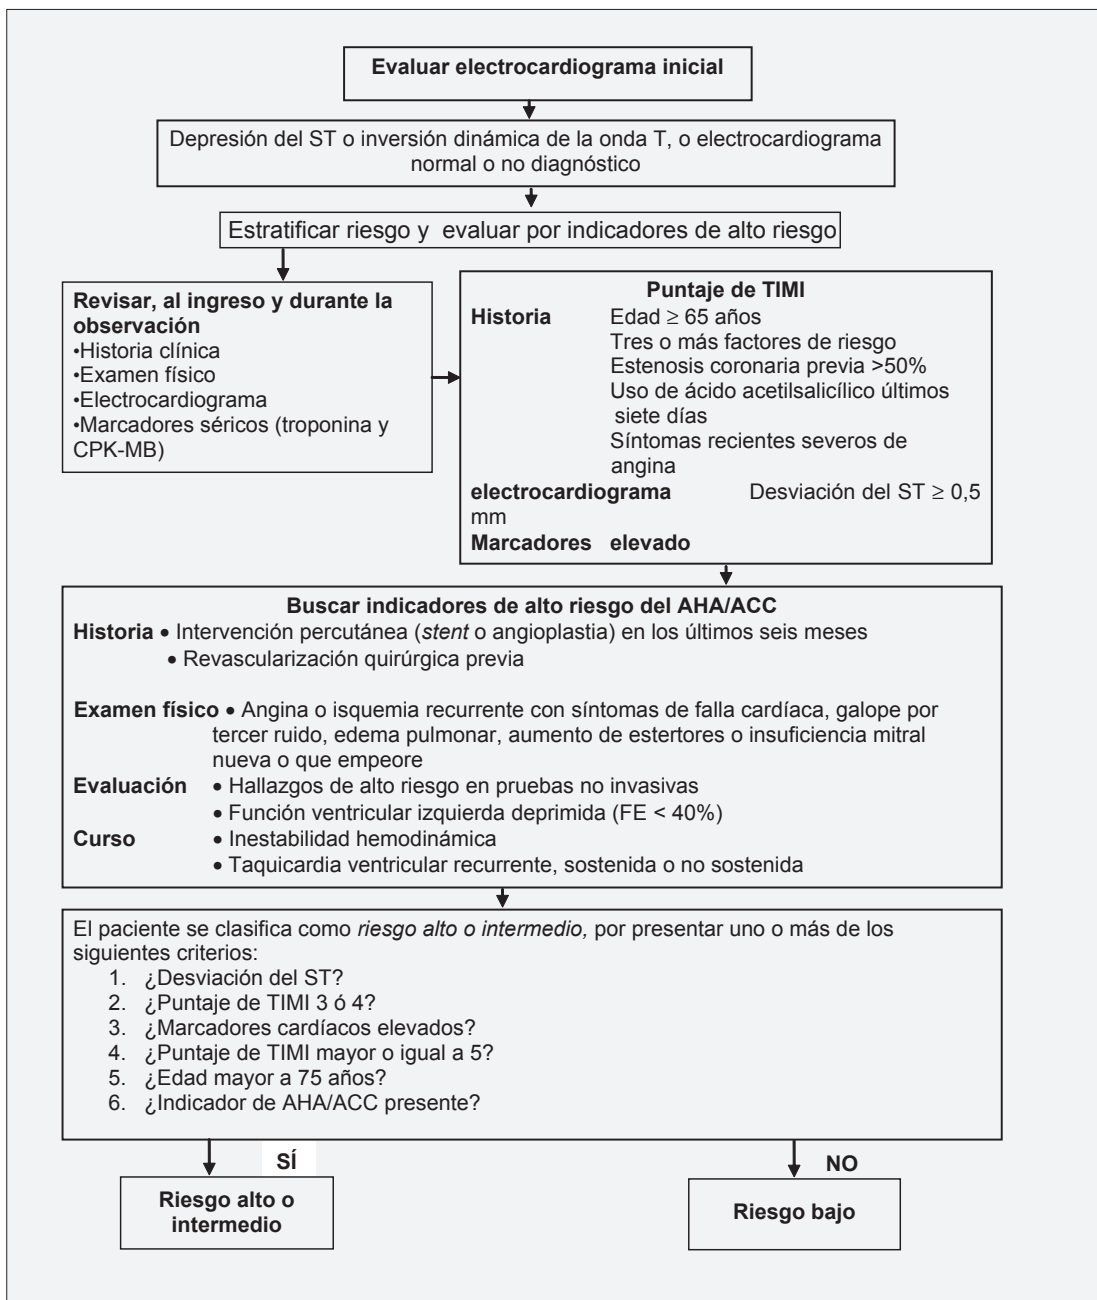 Evaluar electrocardiograma inicial
Depresión del ST o inversión dinámica de la onda T, o electrocardiograma
normal o no diagnóstico
Estratificar riesgo y evaluar por indicadores de alto riesgo
Revisar, al ingreso y durante la
observación
•Historia clínica
•Examen físico
•Electrocardiograma
•Marcadores séricos (troponina y
CPK-MB)
Puntaje de TIMI
Historia Edad ≥ 65 años
Tres o más factores de riesgo
Estenosis coronaria previa >50%
Uso de ácido acetilsalicílico últimos
siete días
Síntomas recientes severos de
angina
electrocardiograma Desviación del ST ≥ 0,5
mm
Marcadores elevado
Buscar indicadores de alto riesgo del AHA/ACC
Historia • Intervención percutánea (stent o angioplastia) en los últimos seis meses
• Revascularización quirúrgica previa
Examen físico • Angina o isquemia recurrente con síntomas de falla cardíaca, galope por
tercer ruido, edema pulmonar, aumento de estertores o insuficiencia mitral
nueva o que empeore
Evaluación • Hallazgos de alto riesgo en pruebas no invasivas
• Función ventricular izquierda deprimida (FE < 40%)
Curso • Inestabilidad hemodinámica
• Taquicardia ventricular recurrente, sostenida o no sostenida
El paciente se clasifica como riesgo alto o intermedio, por presentar uno o más de los
siguientes criterios:
1. ¿Desviación del ST?
2. ¿Puntaje de TIMI 3 ó 4?
3. ¿Marcadores cardíacos elevados?
4. ¿Puntaje de TIMI mayor o igual a 5?
5. ¿Edad mayor a 75 años?
6. ¿Indicador de AHA/ACC presente?
SÍ
NO
Riesgo alto o
intermedio
Riesgo bajo